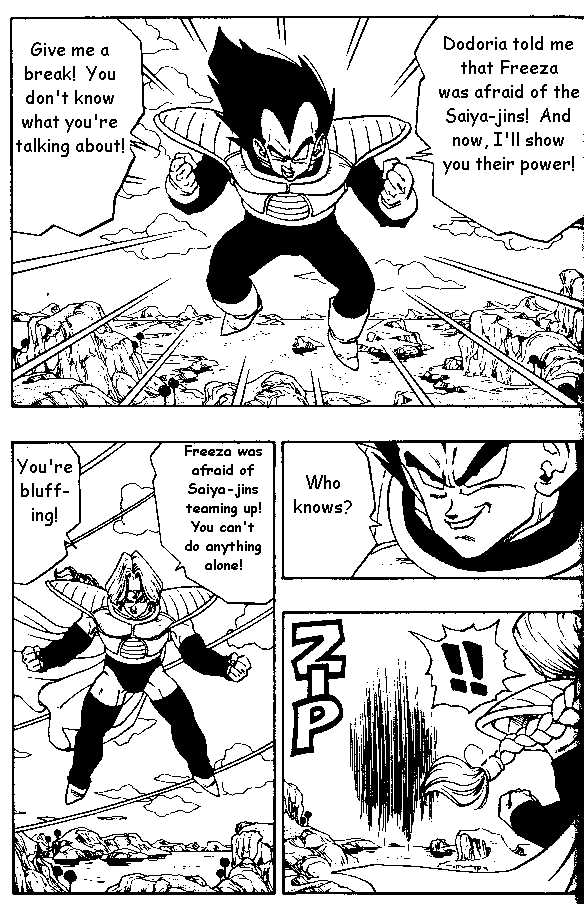 Give me a
break! You
don't know
what you're
talking about!
Dodoria told me
that Freeza
was afraid of the
Saiya-jins! And
now, I'll show
you their power!
You're
bluff-
ing!
Freeza was
afraid of
Saiya-jins
teaming up!
You can't
do anything
alone!
Who
knows?
ZIP
!!